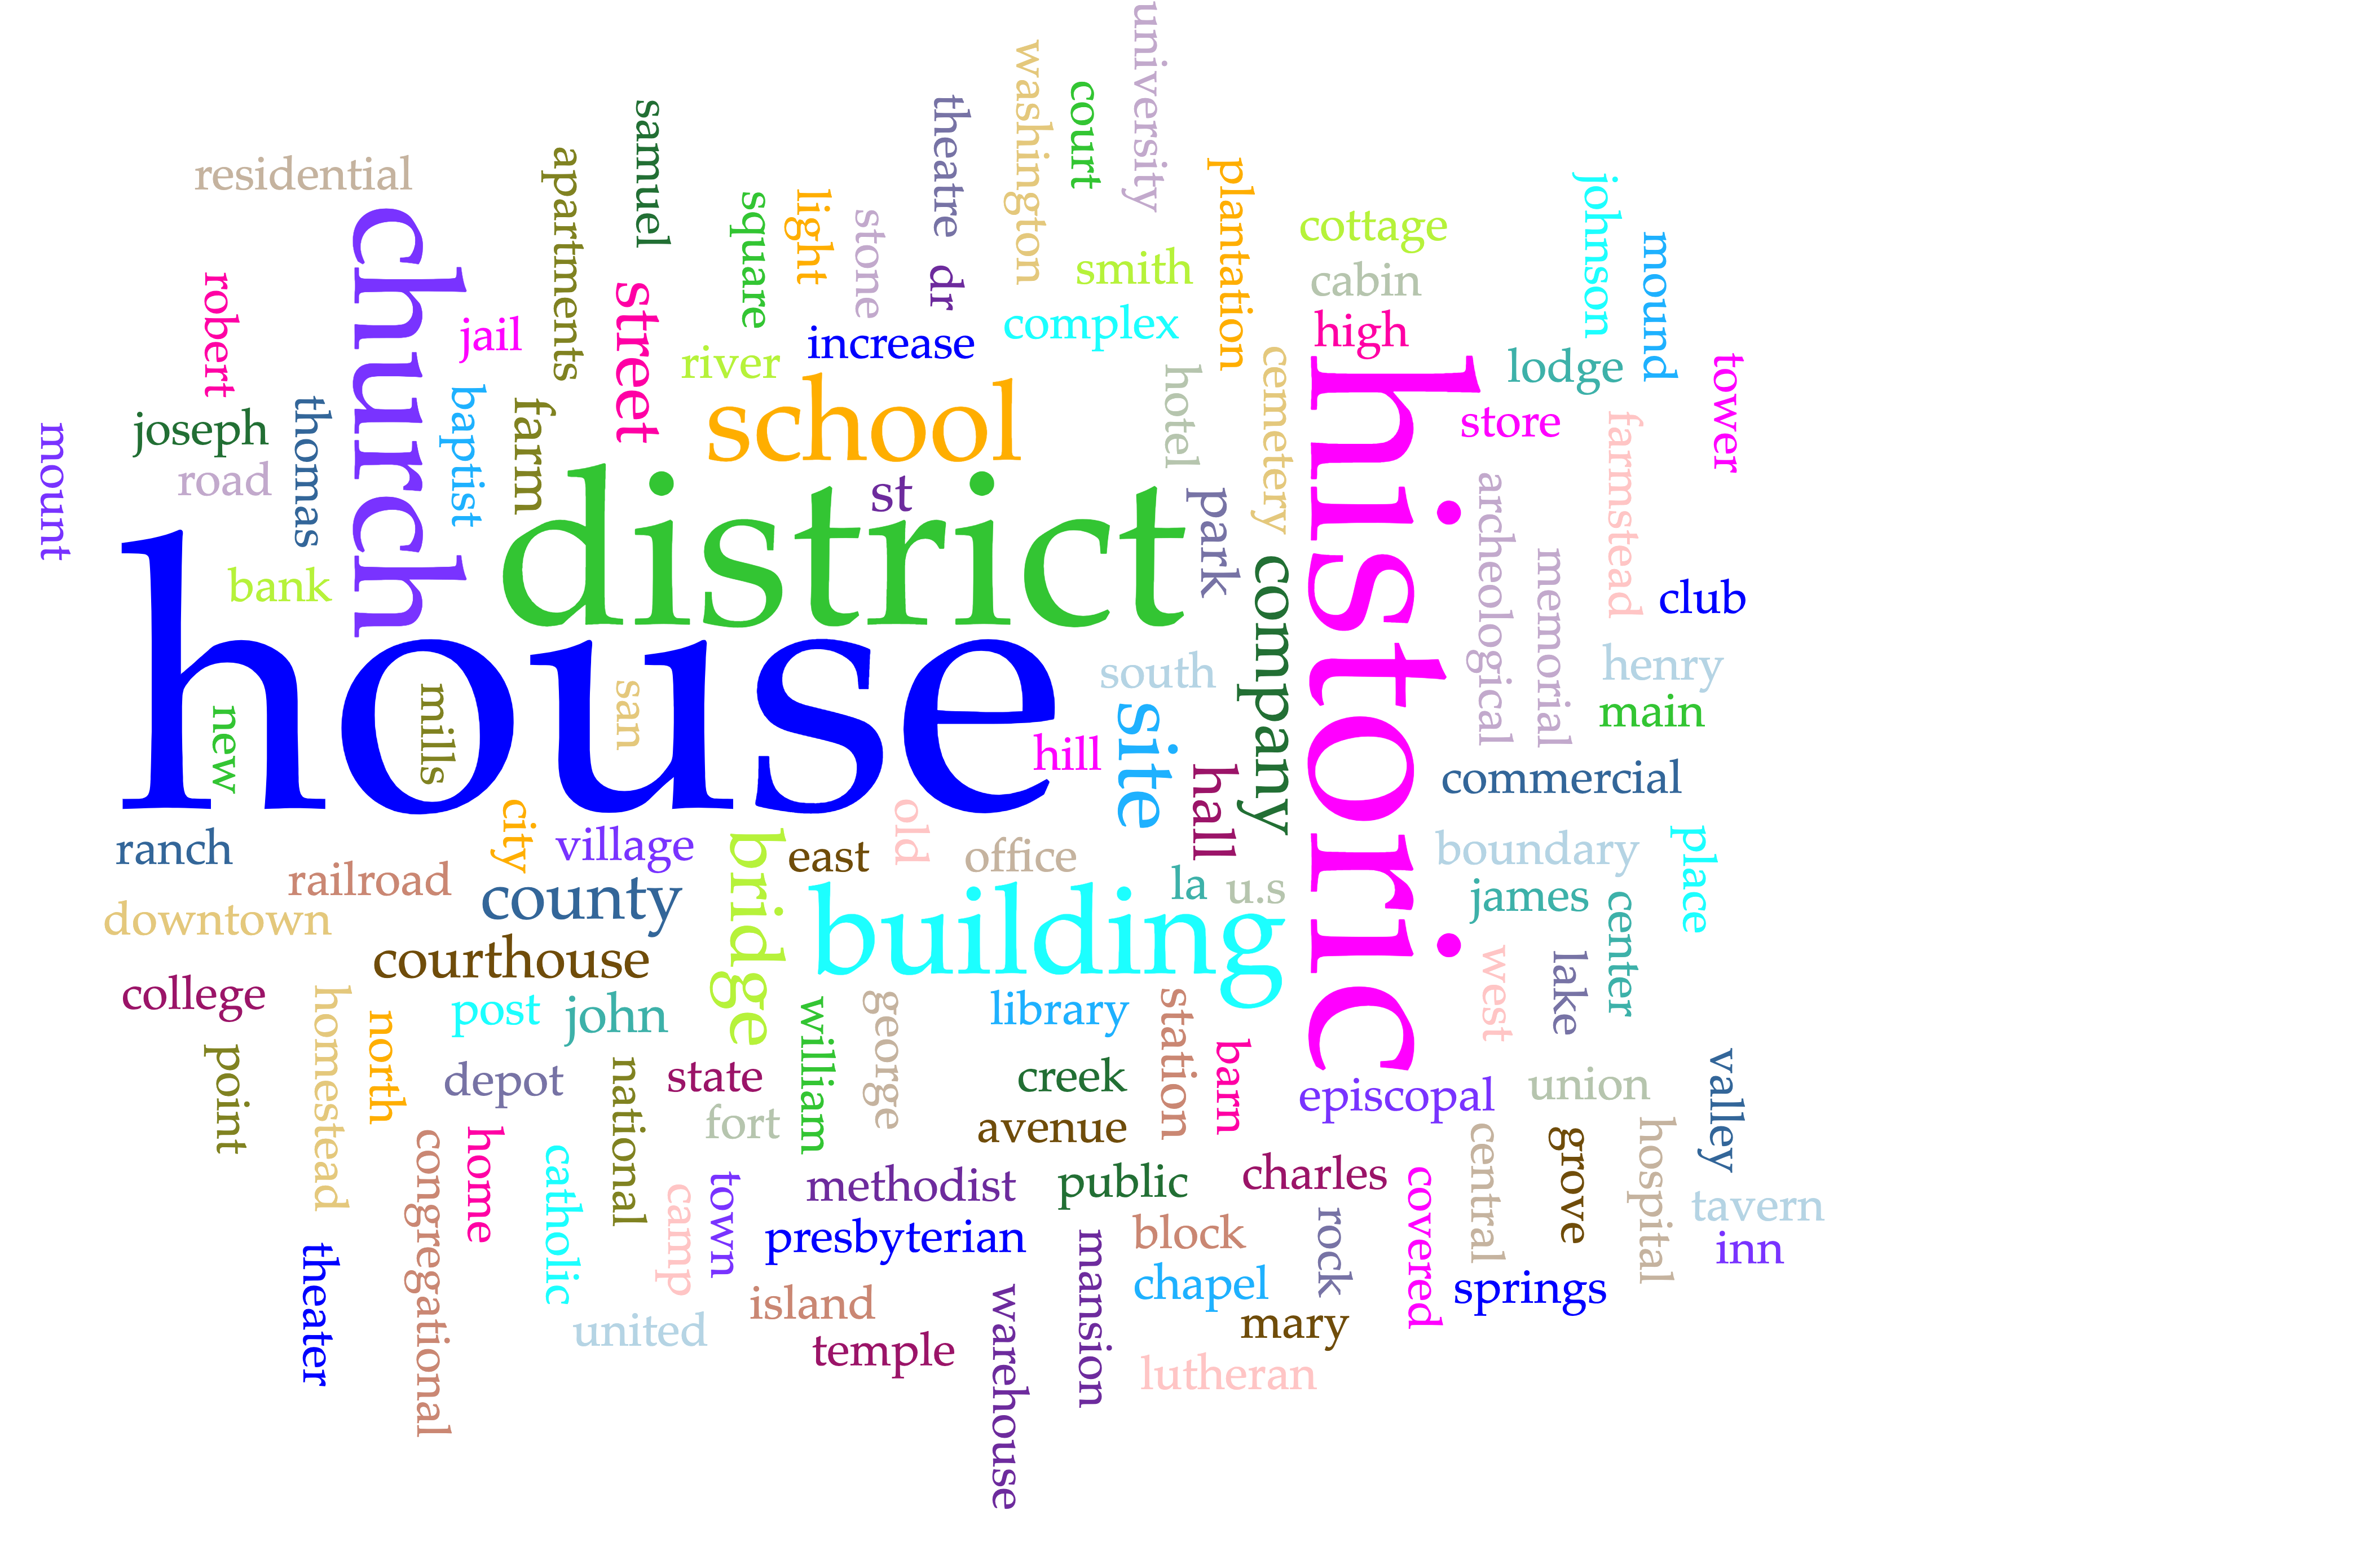 university
washington
court
theatre
samuel
apartments
residential
plantation
johnson
square
light
stone
cottage
mound
smith
dr
cabin
robert
street
jail
increase
complex
high
river
hotel
cemetery
lodge
tower
church
school
historic
store
joseph
thomas
baptist
farm
farmstead
mount
road
st
park
archeological
district
bank
company
memorial
club
house
south
henry
new
mills
san
site
main
hill
hall
commercial
ranch
city
village
bridge
east
old
office
boundary
place
railroad
county
building
la
u.s
james
center
downtown
courthouse
west
lake
college
homestead
north
post
john
william
george
library
station
point
depot
national
state
creek
barn
episcopal
union
valley
fort
avenue
congregational
home
catholic
camp
town
methodist
public
charles
covered
central
grove
hospital
tavern
theater
presbyterian
mansion
block
rock
inn
united
island
chapel
springs
temple
warehouse
mary
lutheran